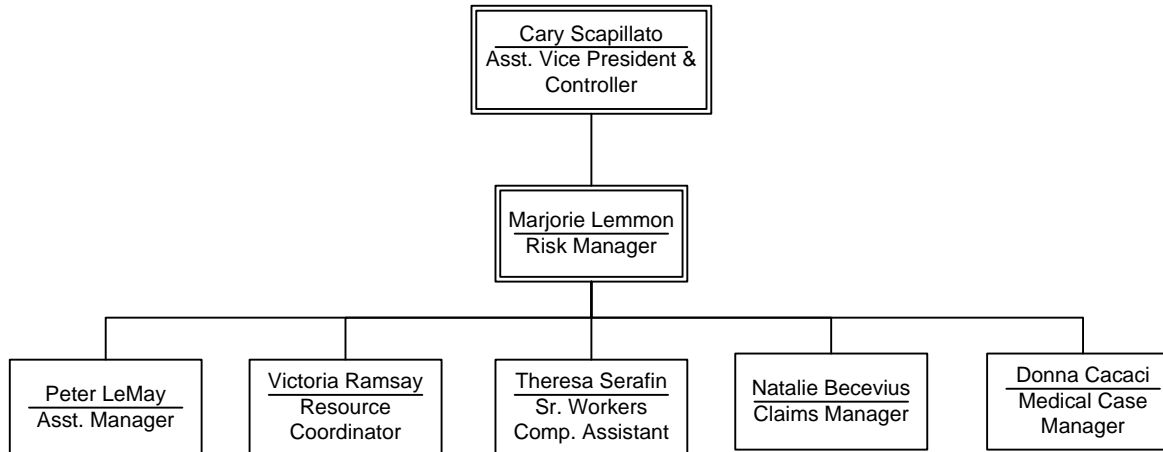 Cary Scapillato
Asst. Vice President &
Controller
Marjorie Lemmon
Risk Manager
Peter LeMay
Asst. Manager
Victoria Ramsay
Resource
Coordinator
Theresa Serafin
Sr. Workers
Comp. Assistant
Natalie Becevius
Claims Manager
Donna Cacaci
Medical Case
Manager